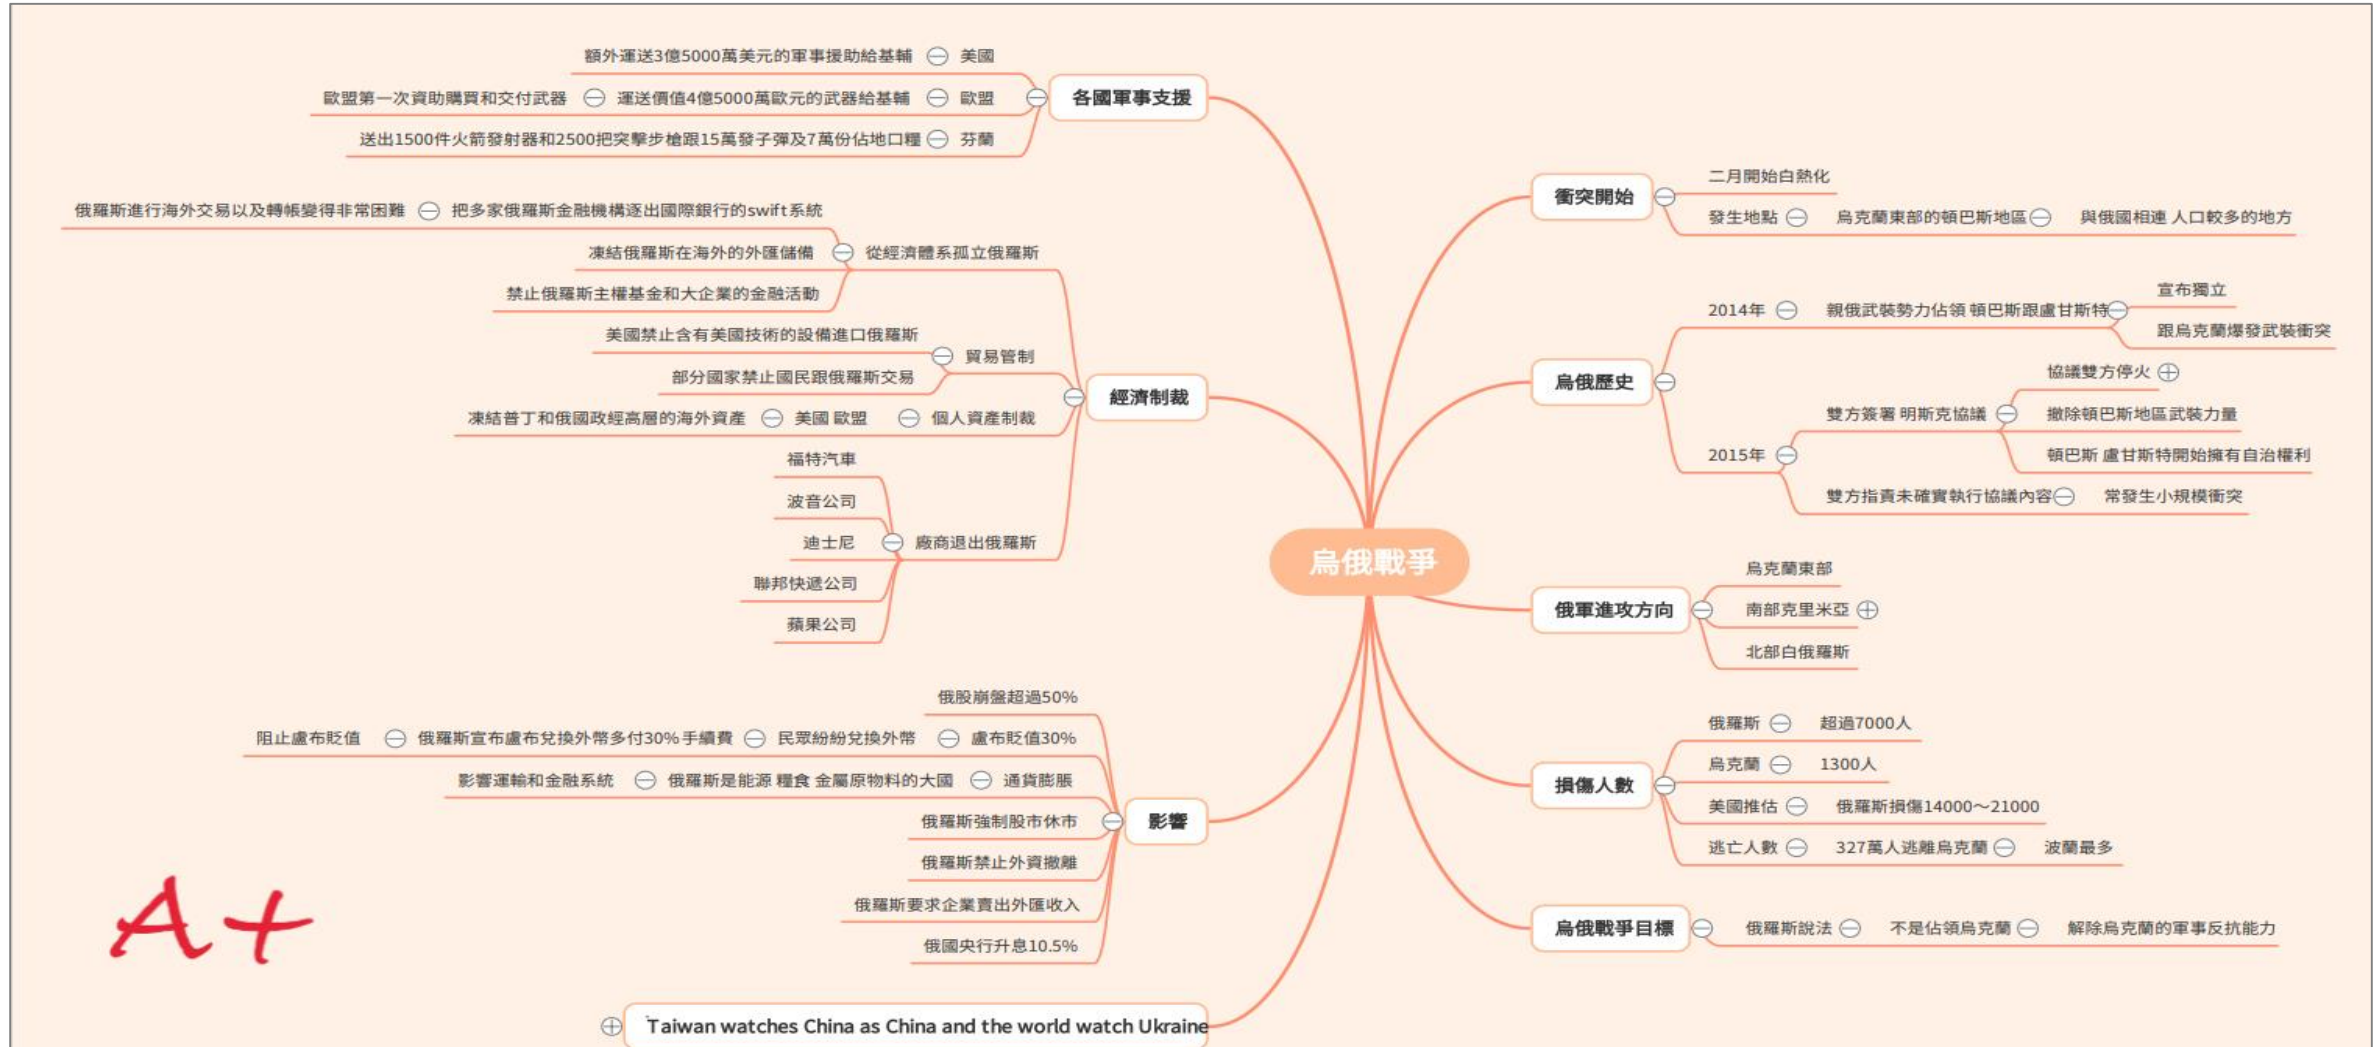 烏俄戰爭
各國軍事支援
美國
額外運送3億5000萬美元的軍事援助給基輔
歐盟
運送價值4億5000萬歐元的武器給基輔
歐盟第一次資助購買和交付武器
芬蘭
送出1500件火箭發射器和2500把突擊步槍跟15萬發子彈及7萬份佔地口糧
經濟制裁
從經濟體系孤立俄羅斯
把多家俄羅斯金融機構逐出國際銀行的swift系統
俄羅斯進行海外交易以及轉帳變得非常困難
凍結俄羅斯在海外的外匯儲備
禁止俄羅斯主權基金和大企業的金融活動
貿易管制
美國禁止含有美國技術的設備進口俄羅斯
部分國家禁止國民跟俄羅斯交易
個人資產制裁
美國 歐盟
凍結普丁和俄國政經高層的海外資產
廠商退出俄羅斯
福特汽車
波音公司
迪士尼
聯邦快遞公司
蘋果公司
影響
俄股崩盤超過50%
盧布貶值30%
民眾紛紛兌換外幣
俄羅斯宣布盧布兌換外幣多付30%手續費
阻止盧布貶值
通貨膨脹
俄羅斯是能源 糧食 金屬原物料的大國
影響運輸和金融系統
俄羅斯強制股市休市
俄羅斯禁止外資撤離
俄羅斯要求企業賣出外匯收入
俄國央行升息10.5%
Taiwan watches China as China and the world watch Ukraine
衝突開始
二月開始白熱化
發生地點
烏克蘭東部的頓巴斯地區
與俄國相連 人口較多的地方
烏俄歷史
2014年
親俄武裝勢力佔領 頓巴斯跟盧甘斯特
宣布獨立
跟烏克蘭爆發武裝衝突
2015年
雙方簽署 明斯克協議
協議雙方停火
撤除頓巴斯地區武裝力量
頓巴斯 盧甘斯特開始擁有自治權利
雙方指責未確實執行協議內容
常發生小規模衝突
俄軍進攻方向
烏克蘭東部
南部克里米亞
北部白俄羅斯
損傷人數
俄羅斯
超過7000人
烏克蘭
1300人
美國推估
俄羅斯損傷14000～21000
逃亡人數
327萬人逃離烏克蘭
波蘭最多
烏俄戰爭目標
俄羅斯說法
不是佔領烏克蘭
解除烏克蘭的軍事反抗能力
A+